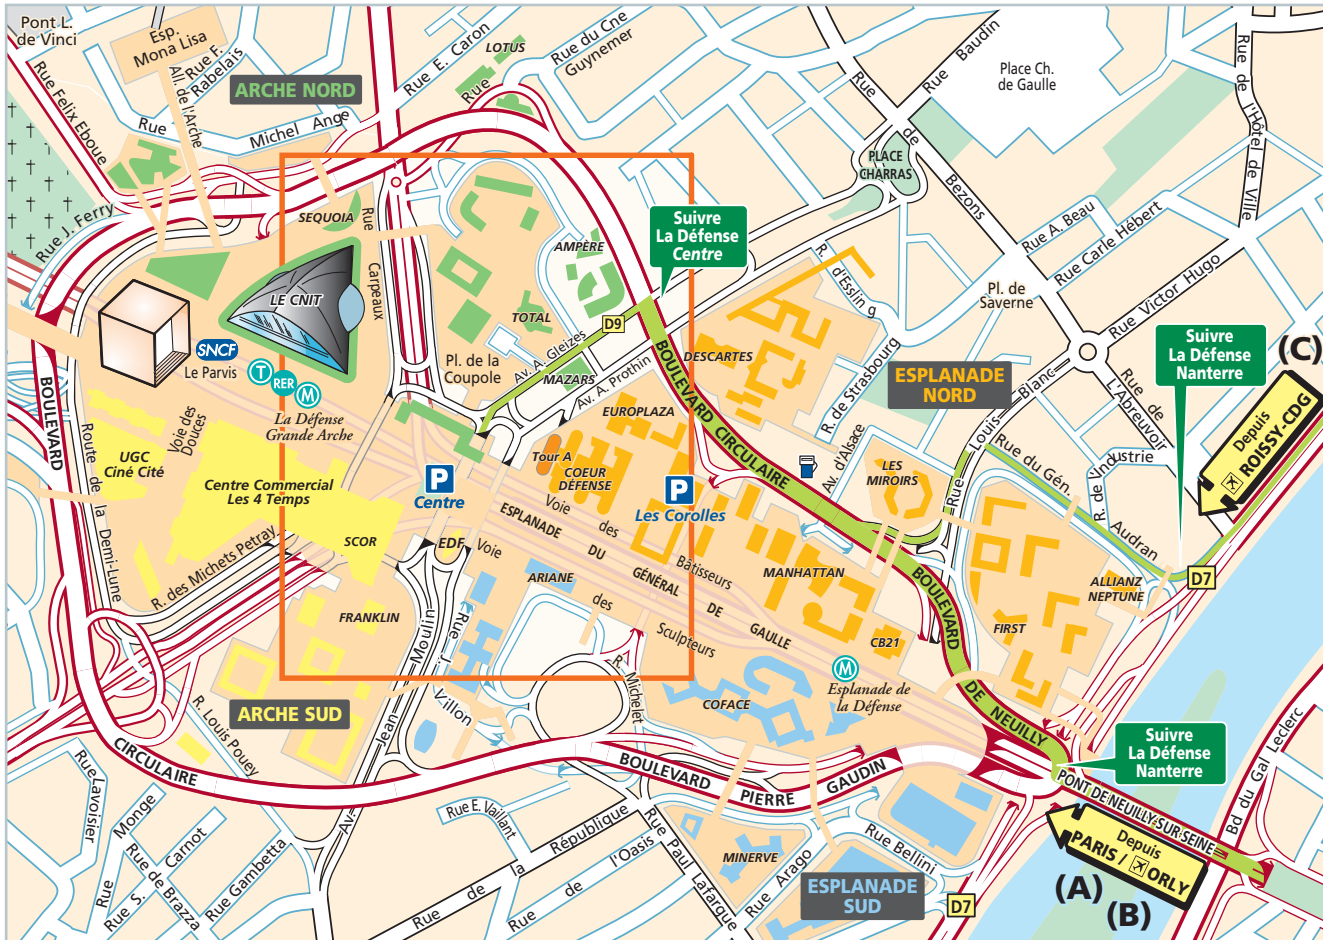 Pont L.
de Vinci
Esp.
Mona Lisa
Rue F.
Rabelais
All. de l'Arche
Rue Felix Eboue
ARCHE NORD
Rue E. Caron
LOTUS
Rue
Rue du Cne
Guynemer
Rue Baudin
Place Ch.
de Gaulle
Rue de l'Hôtel de Ville
Rue
Michel Ange
Rue de Bezons
PLACE
CHARRAS
Rue J. Ferry
SEQUOIA
Rue Carpeaux
LE CNIT
AMPÈRE
Suivre
La Défense
Centre
R. d'Esling
Rue A. Beau
Rue Carle Hébert
Pl. de
Saverne
Rue Victor Hugo
TOTAL
D9
SNCF
Le Parvis
T
RER
M
La Défense
Grande Arche
Pl. de la
Coupole
Av. A. Gleizes
MAZARS
Av. A. Prothin
DESCARTES
EUROPLAZA
BOULEVARD CIRCULAIRE
R. de Strasbourg
ESPLANADE
NORD
Suivre
La Défense
Nanterre
(C)
Depuis
ROISSY-CDG
Rue Louis Blanc
Rue de
L'Abreuvoir
R. de l'Industrie
Rue du Gén. Audran
BOULEVARD
Route de la Demi-Lune
Voie des
Douces
UGC
Ciné Cité
Centre Commercial
Les 4 Temps
P
Centre
Tour A
COEUR
DÉFENSE
P
Les Corolles
Av. d'Alsace
LES
MIROIRS
SCOR
EDF
Voie des Bâtisseurs
ESPLANADE DU GÉNÉRAL DE GAULLE
Voie des Sculpteurs
ARIANE
MANHATTAN
BOULEVARD
ALLIANZ
NEPTUNE
D7
R. des Michets Petray
FRANKLIN
FIRST
CB21
M
Esplanade de
la Défense
COFACE
R. Michelet
Rue J. Villon
Av. Jean Moulin
ARCHE SUD
R. Louis Pouey
DE NEUILLY
Suivre
La Défense
Nanterre
PONT DE NEUILLY-SUR-SEINE
Bd du Gal Leclerc
CIRCULAIRE
BOULEVARD PIERRE GAUDIN
Depuis
PARIS / ORLY
(A)
(B)
Rue Lavoisier
Rue Monge
Rue S. Carnot
Rue de Brazza
Rue Gambetta
Rue E. Vaillant
Rue de la République
Rue de l'Oasis
Rue Paul Lafargue
MINERVE
Rue Arago
Rue Bellini
ESPLANADE
SUD
D7